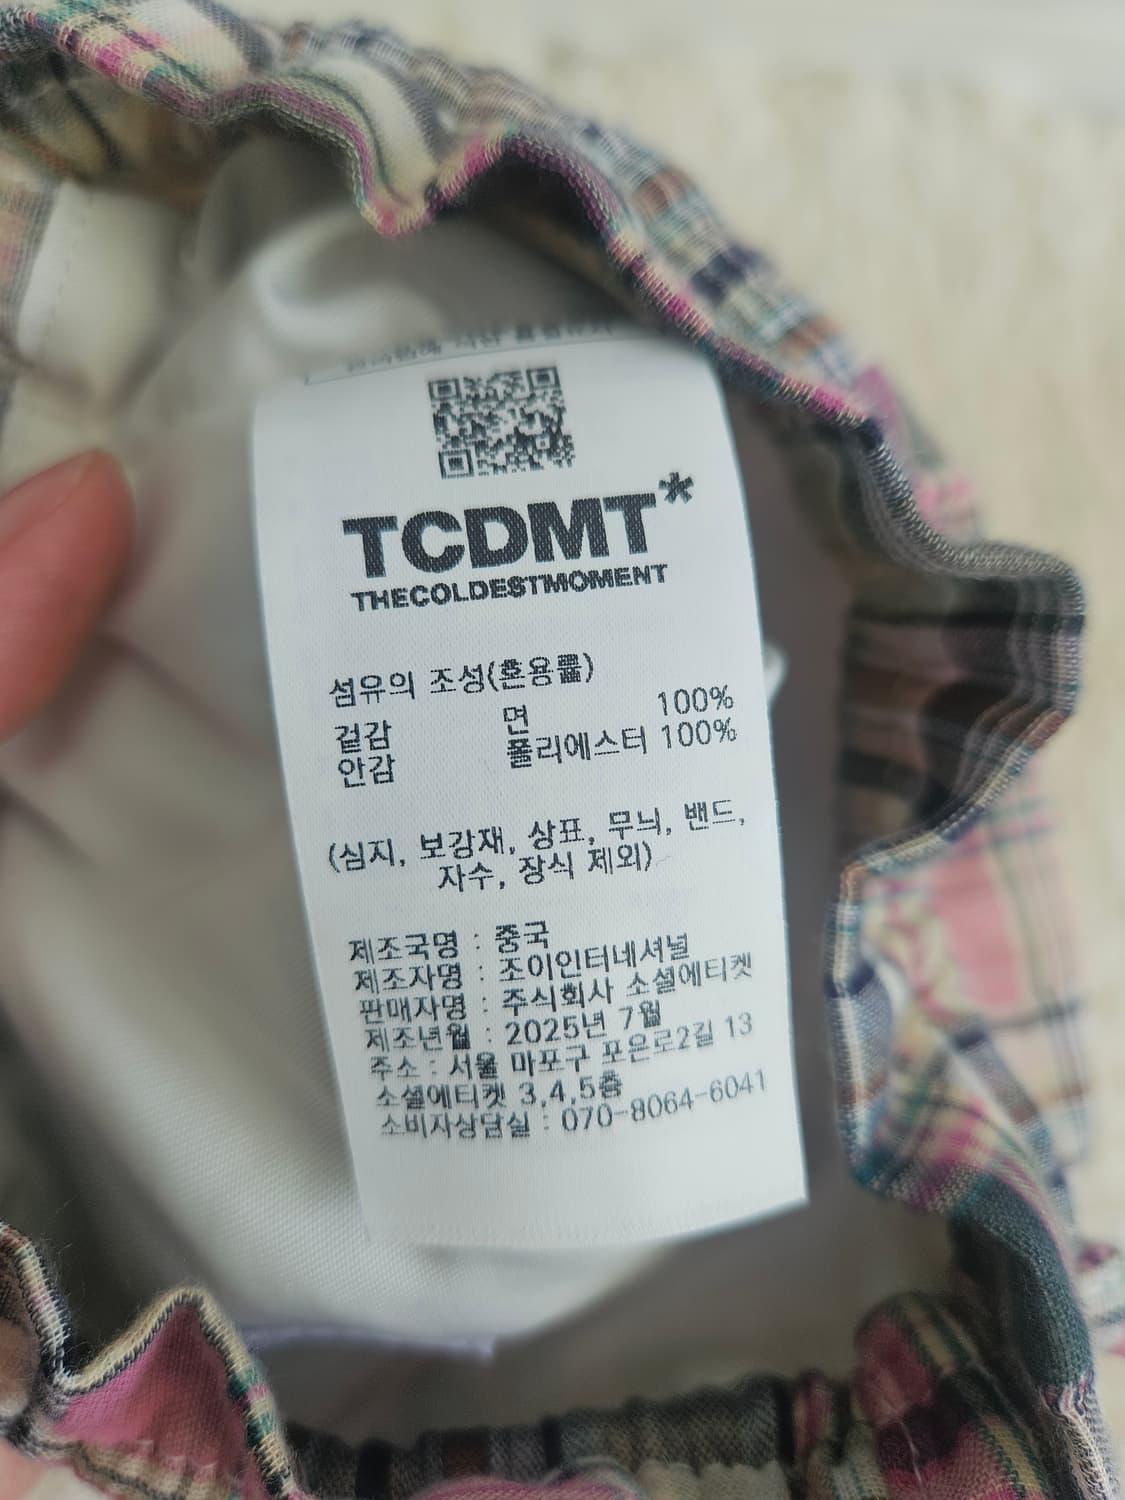 TCDMT*
THECOLDESTMOMENT
섬유의 조성(혼용률)
겉감 면 100%
안감 폴리에스터 100%
(심지, 보강재, 상표, 무늬, 밴드,
자수, 장식 제외)
제조국명 : 중국
제조자명 : 조이인터네셔널
판매자명 : 주식회사 소셜에티켓
제조년월 : 2025년 7월
주소 : 서울 마포구 포은로2길 13
소셜에티켓 3,4,5층
소비자상담실 : 070-8064-6041